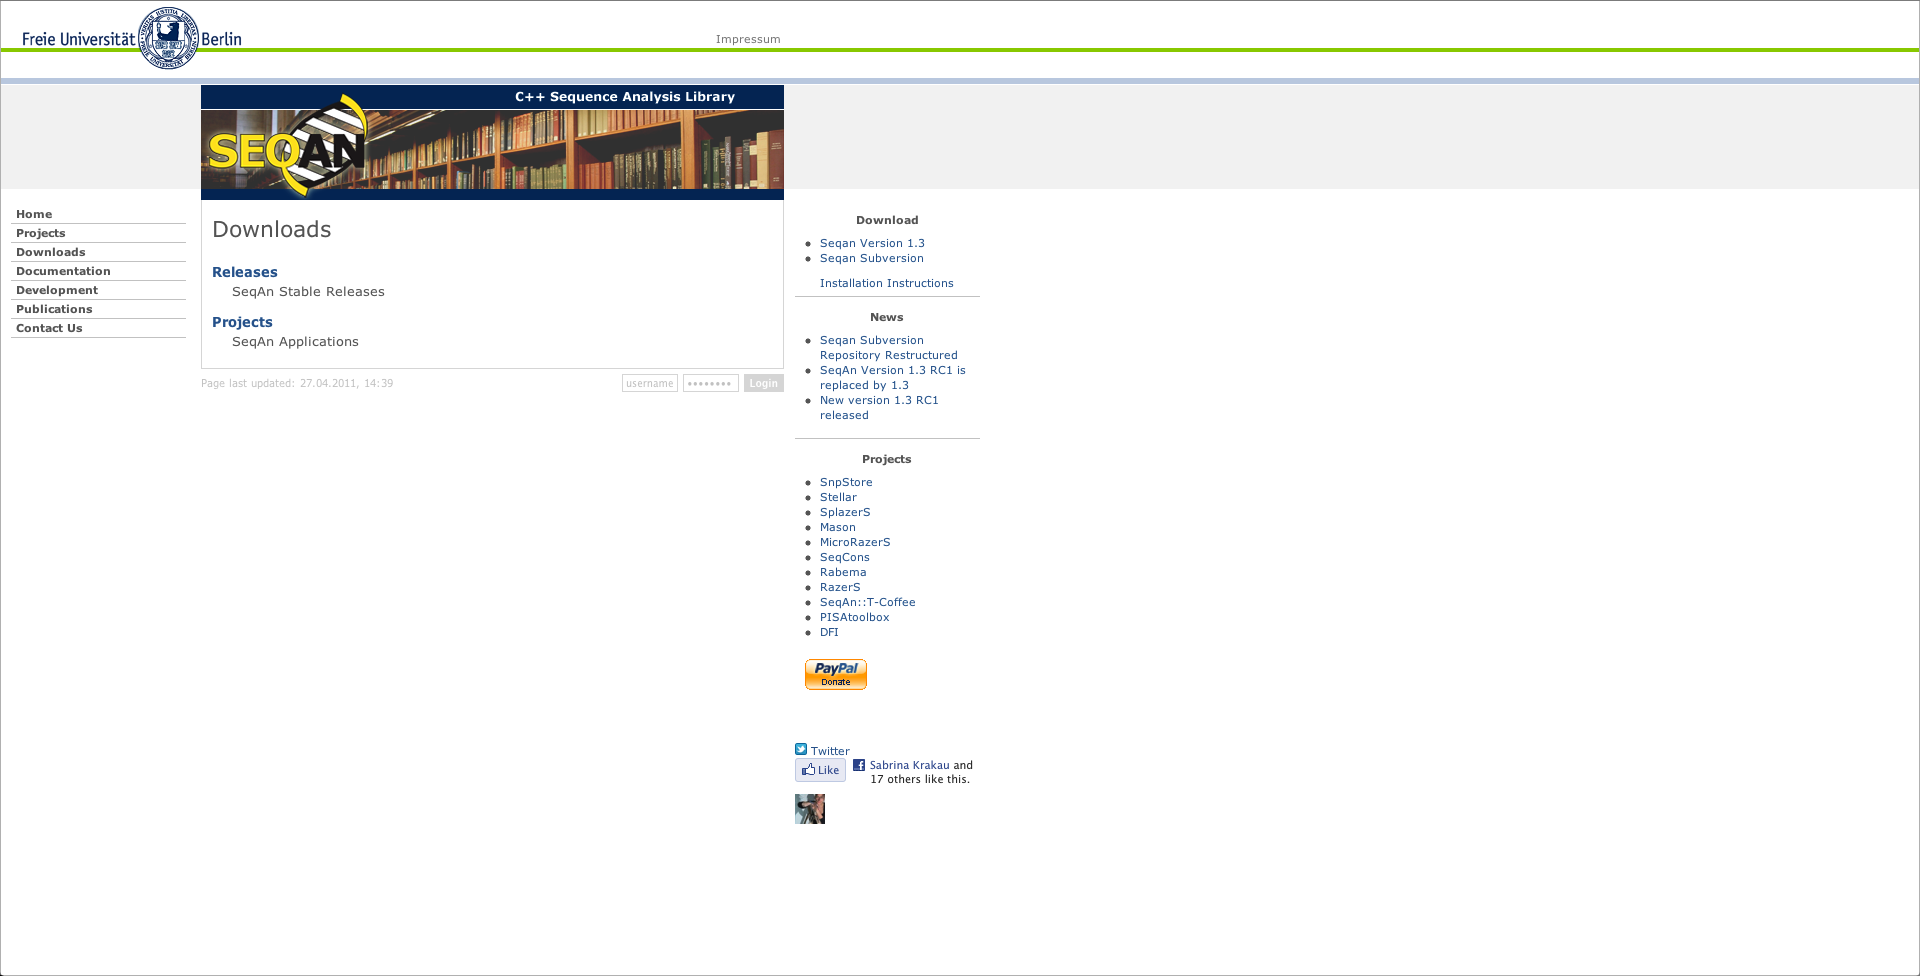 Freie Universität Berlin
Impressum
C++ Sequence Analysis Library
SEQAN
Home
Projects
Downloads
Documentation
Development
Publications
Contact Us
Downloads
Releases
SeqAn Stable Releases
Projects
SeqAn Applications
Page last updated: 27.04.2011, 14:39
username
Login
Download
Seqan Version 1.3
Seqan Subversion
Installation Instructions
News
Seqan Subversion
Repository Restructured
SeqAn Version 1.3 RC1 is
replaced by 1.3
New version 1.3 RC1
released
Projects
SnpStore
Stellar
SplazerS
Mason
MicroRazerS
SeqCons
Rabema
RazerS
SeqAn::T-Coffee
PISAtoolbox
DFI
PayPal
Donate
Twitter
Like
Sabrina Krakau and
17 others like this.